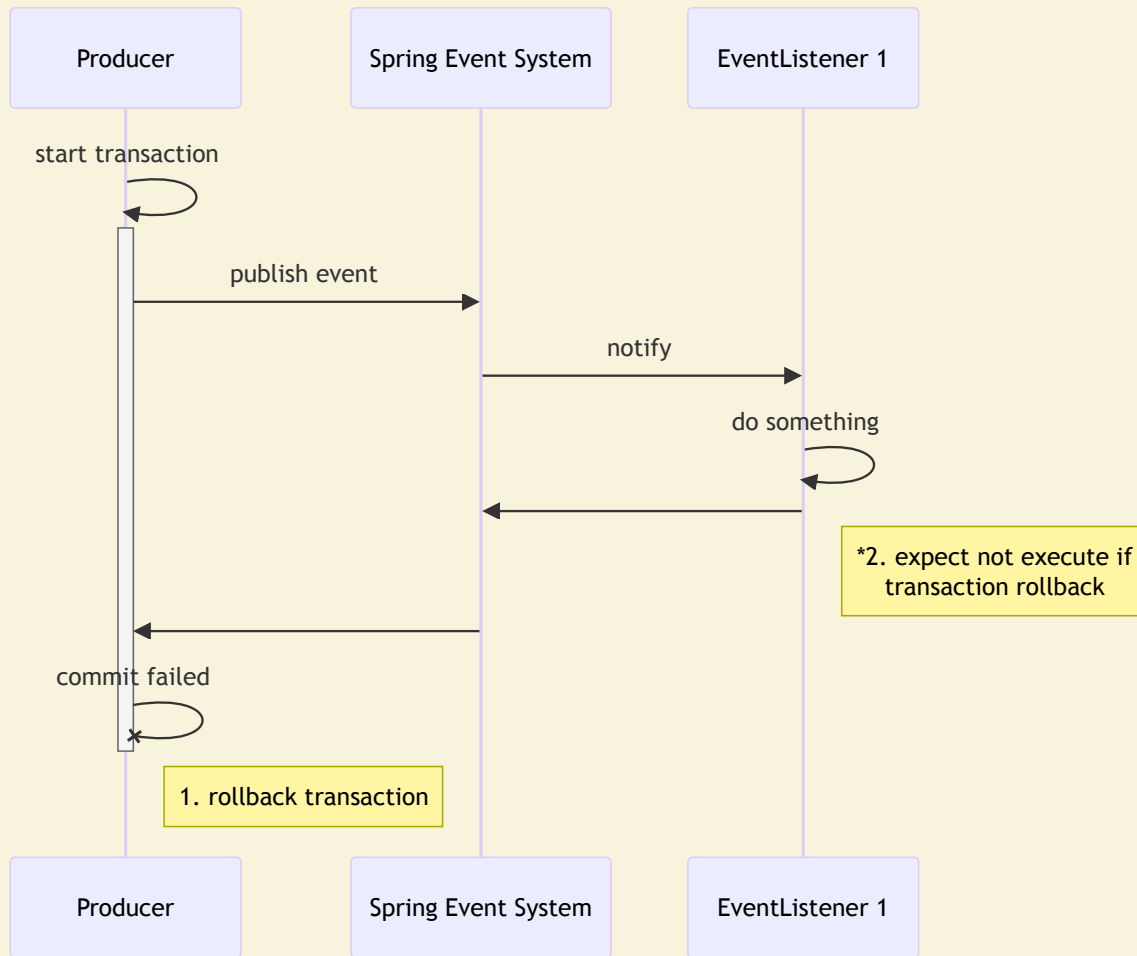 Producer
Spring Event System
EventListener 1
start transaction
publish event
notify
do something
*2. expect not execute if
transaction rollback
commit failed
1. rollback transaction
Producer
Spring Event System
EventListener 1